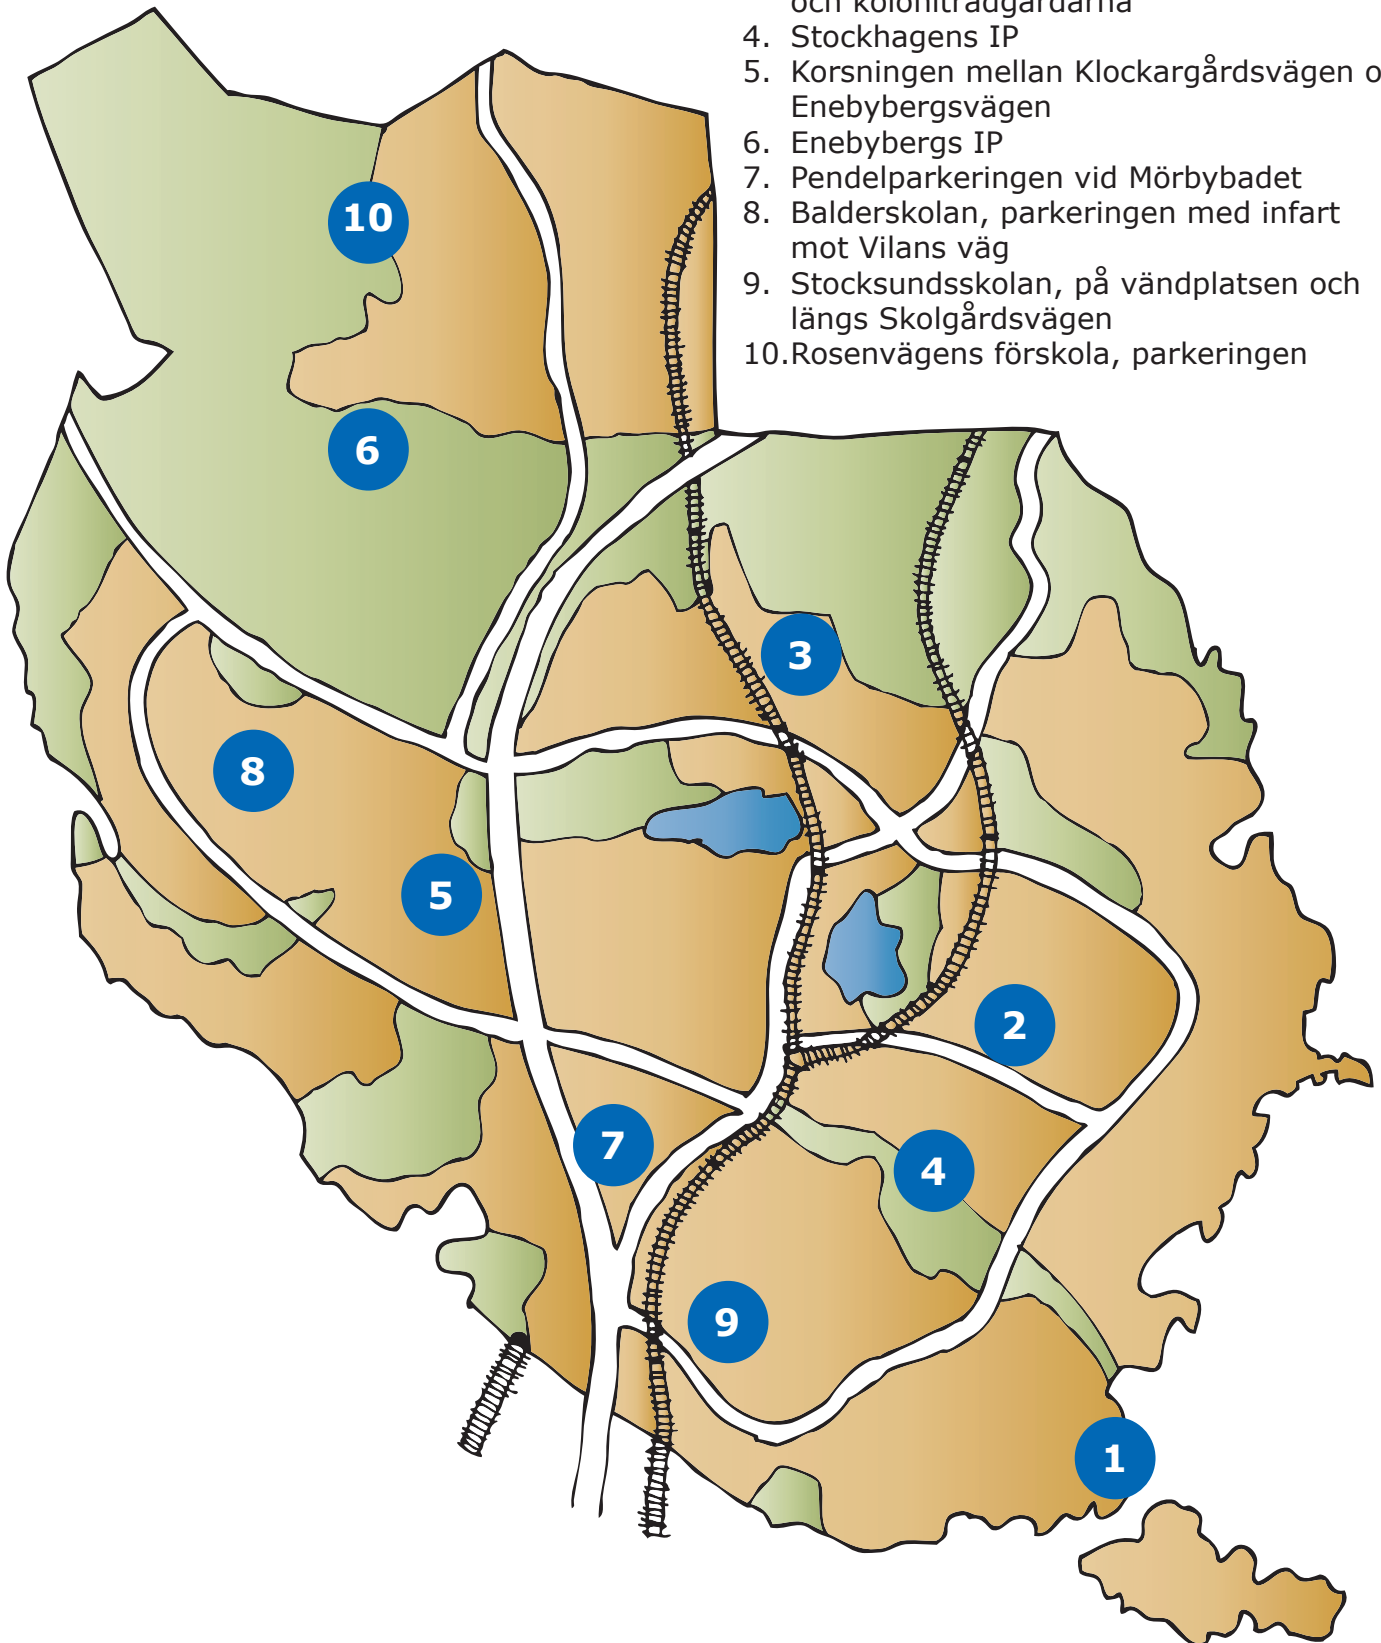 och koloniträdgårdarna
4. Stockhagens IP
5. Korsningen mellan Klockargårdsvägen o
Enebybergsvägen
6. Enebybergs IP
7. Pendelparkeringen vid Mörbybadet
8. Balderskolan, parkeringen med infart
mot Vilans väg
9. Stocksundsskolan, på vändplatsen och
längs Skolgårdsvägen
10.Rosenvägens förskola, parkeringen
10
6
3
8
5
2
7
4
9
1